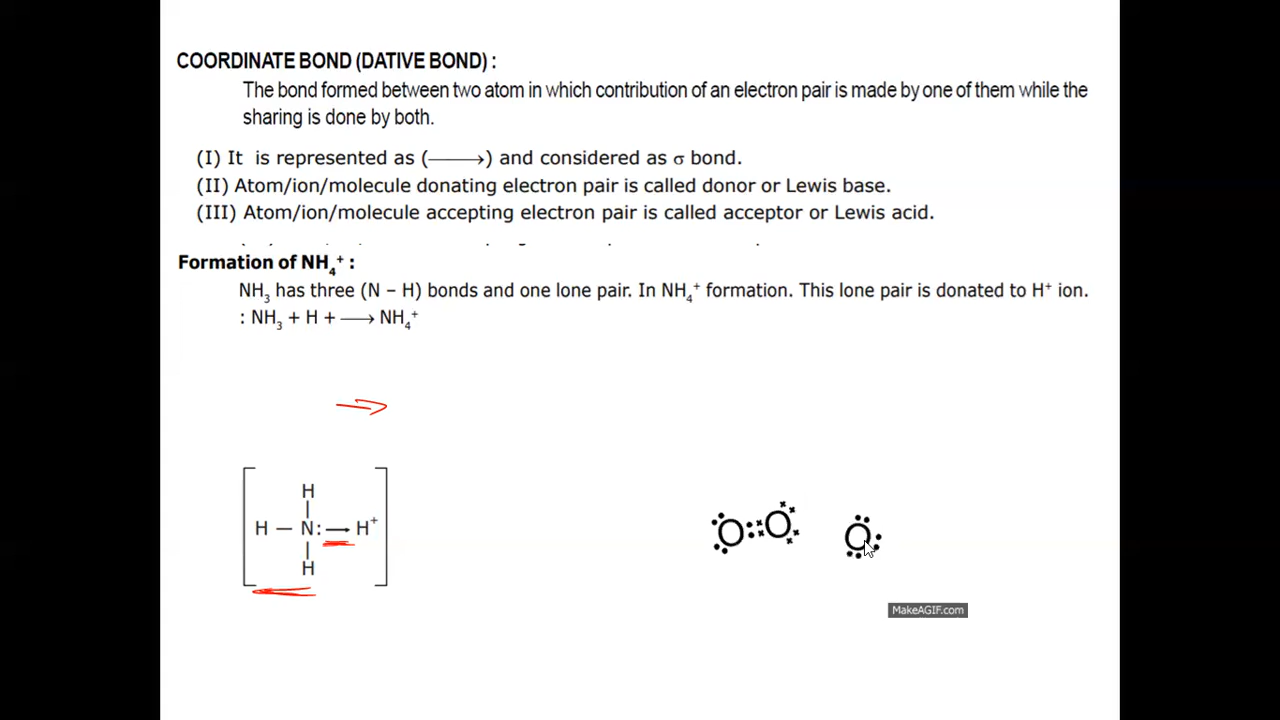 COORDINATE BOND (DATIVE BOND) :
The bond formed between two atom in which contribution of an electron pair is made by one of them while the
sharing is done by both.
(I) It is represented as (⟶) and considered as σ bond.
(II) Atom/ion/molecule donating electron pair is called donor or Lewis base.
(III) Atom/ion/molecule accepting electron pair is called acceptor or Lewis acid.
Formation of NH₄⁺ :
NH₃ has three (N – H) bonds and one lone pair. In NH₄⁺ formation. This lone pair is donated to H⁺ ion.
: NH₃ + H + ⟶ NH₄⁺
H
H — N: ⟶ H⁺
H
O O O
MakeAGIF.com